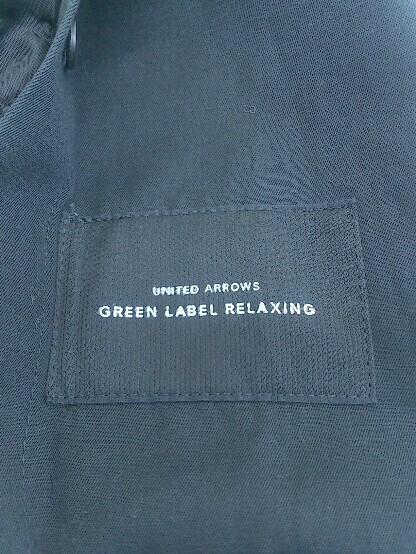 UNITED ARROWS
GREEN LABEL RELAXING